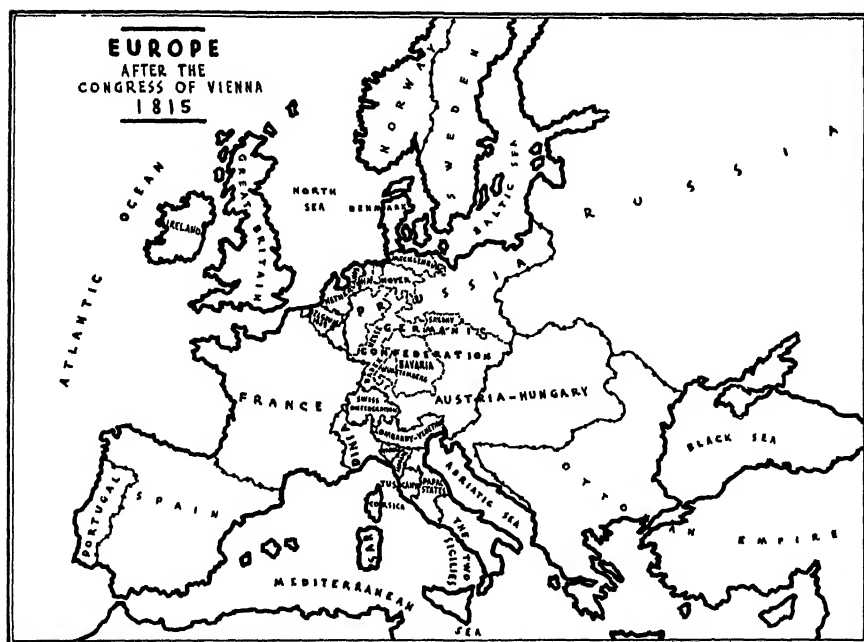 EUROPE
AFTER THE
CONGRESS OF VIENNA
1815
NORWAY
SWEDEN
BALTIC SEA
RUSSIA
ATLANTIC OCEAN
IRELAND
GREAT BRITAIN
NORTH
SEA
DENMARK
PRUSSIA
SAXONY
GERMANIC
CONFEDERATION
BAVARIA
FRANCE
SWISS
CONFEDERATION
AUSTRIA-HUNGARY
LOMBARDY-VENETIA
DINIA
BLACK SEA
ADRIATIC SEA
TUSCANY
PAPAL
STATES
CORSICA
SAR
PORTUGAL
SPAIN
THE TWO
SICILIES
OTTOMAN EMPIRE
MEDITERRANEAN
SEA